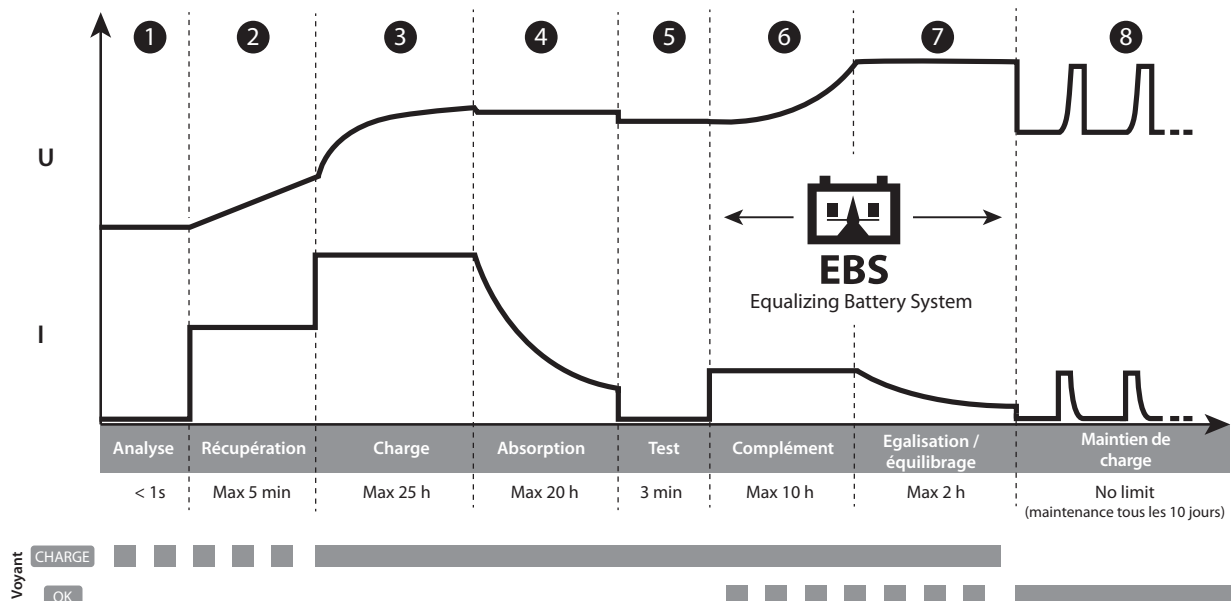 1 2 3 4 5 6 7 8
U
EBS
Equalizing Battery System
I
Analyse Récupération Charge Absorption Test Complément Egalisation / Maintien de
équilibrage charge
< 1s Max 5 min Max 25 h Max 20 h 3 min Max 10 h Max 2 h No limit
(maintenance tous les 10 jours)
Voyant
CHARGE
OK